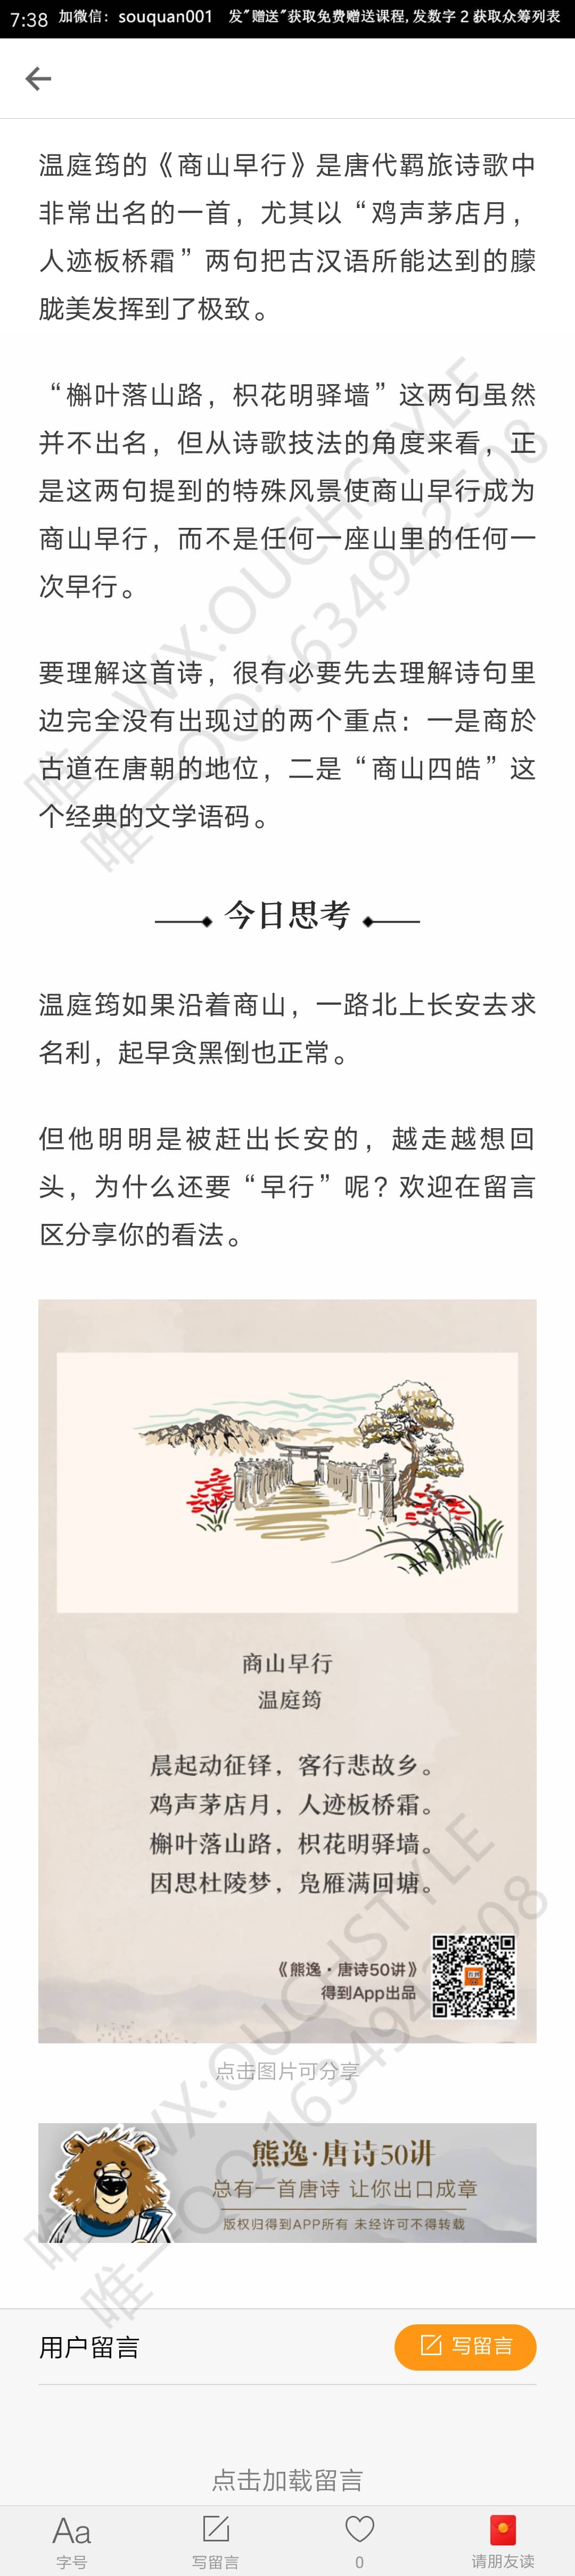 7:38 加微信：souquan001 发"赠送"获取免费赠送课程,发数字 2 获取众筹列表
温庭筠的《商山早行》是唐代羁旅诗歌中
非常出名的一首，尤其以“鸡声茅店月，
人迹板桥霜”两句把古汉语所能达到的朦
胧美发挥到了极致。
“槲叶落山路，枳花明驿墙”这两句虽然
并不出名，但从诗歌技法的角度来看，正
是这两句提到的特殊风景使商山早行成为
商山早行，而不是任何一座山里的任何一
次早行。
要理解这首诗，很有必要先去理解诗句里
边完全没有出现过的两个重点：一是商於
古道在唐朝的地位，二是“商山四皓”这
个经典的文学语码。
唯一WX:OUCHSTYLE
唯一QQ:1634942508
今日思考
温庭筠如果沿着商山，一路北上长安去求
名利，起早贪黑倒也正常。
但他明明是被赶出长安的，越走越想回
头，为什么还要“早行”呢？欢迎在留言
区分享你的看法。
商山早行
温庭筠
晨起动征铎，客行悲故乡。
鸡声茅店月，人迹板桥霜。
槲叶落山路，枳花明驿墙。
因思杜陵梦，凫雁满回塘。
《熊逸·唐诗50讲》
得到App出品
点击图片可分享
唯一WX:OUCHSTYLE
唯一QQ:1634942508
熊逸·唐诗50讲
总有一首唐诗 让你出口成章
版权归得到APP所有 未经许可不得转载
用户留言
写留言
点击加载留言
Aa
字号
写留言
0
请朋友读